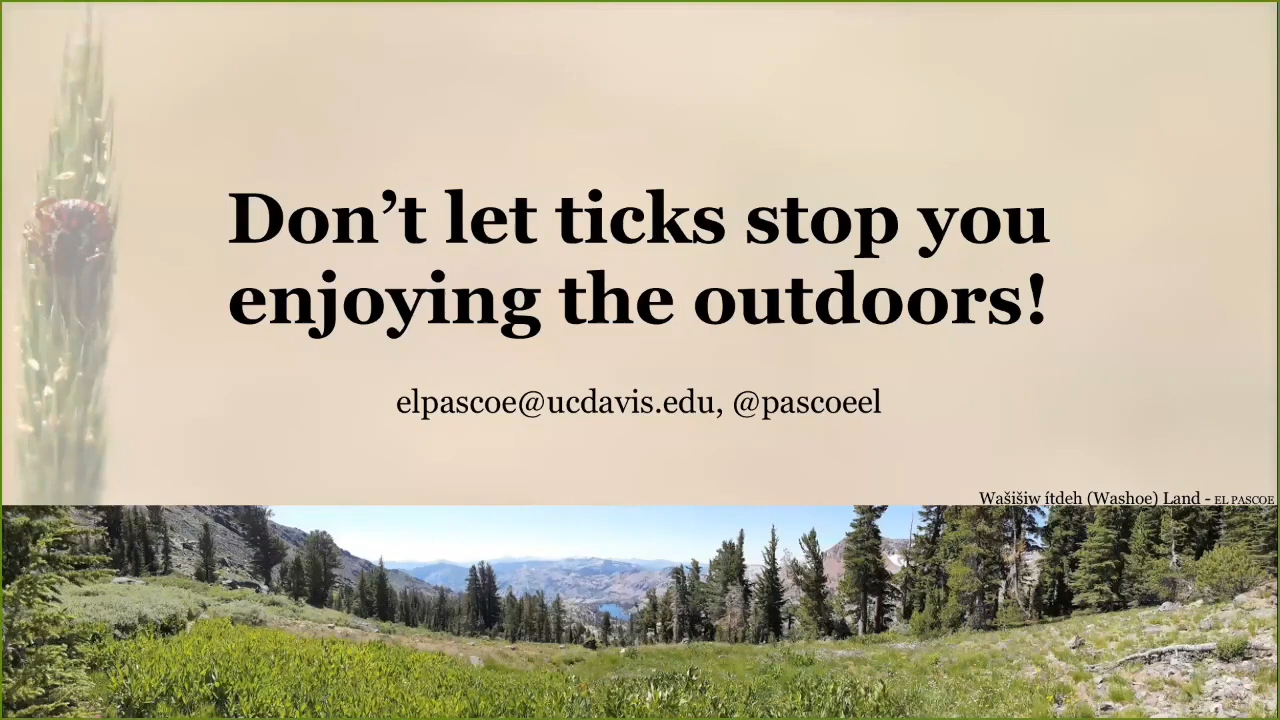 Don’t let ticks stop you
enjoying the outdoors!
elpascoe@ucdavis.edu, @pascoeel
Wašišiw ítdeh (Washoe) Land - EL PASCOE